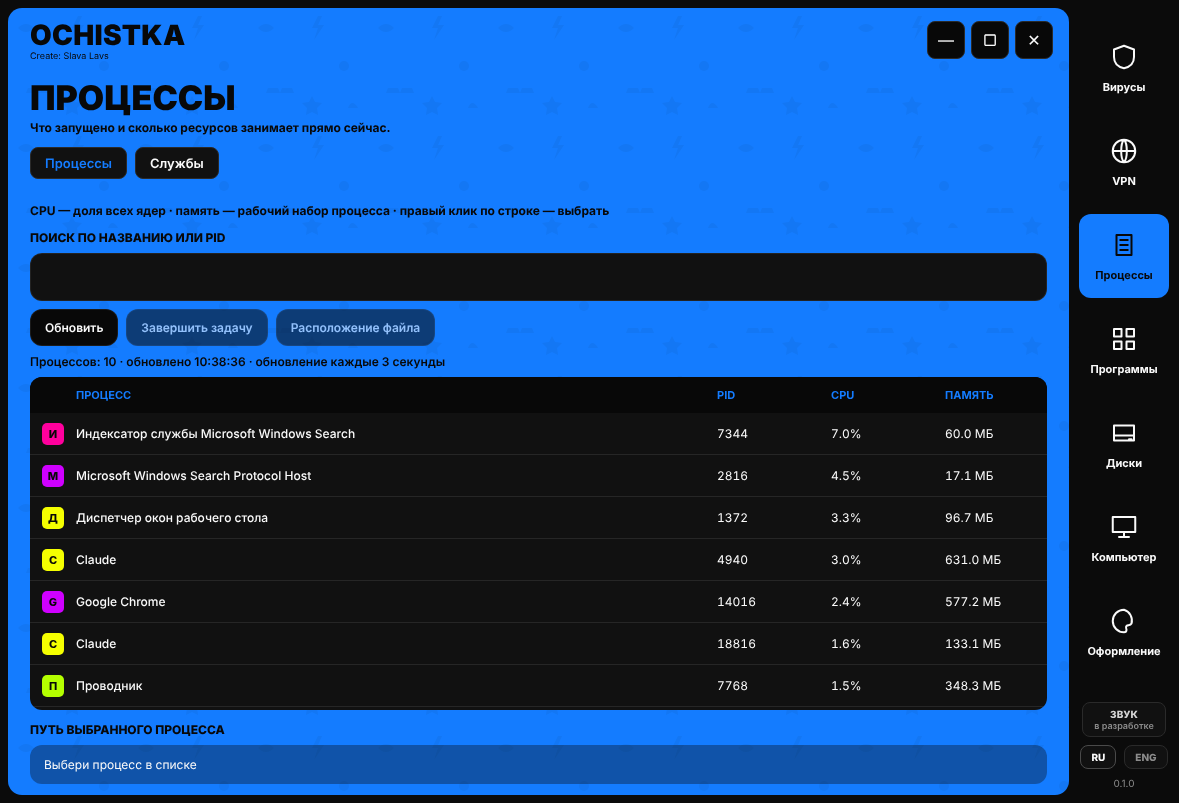 OCHISTKA
Create: Slava Lavs
ПРОЦЕССЫ
Что запущено и сколько ресурсов занимает прямо сейчас.
Процессы Службы
CPU — доля всех ядер · память — рабочий набор процесса · правый клик по строке — выбрать
ПОИСК ПО НАЗВАНИЮ ИЛИ PID
Обновить Завершить задачу Расположение файла
Процессов: 10 · обновлено 10:38:36 · обновление каждые 3 секунды
ПРОЦЕСС PID CPU ПАМЯТЬ
И Индексатор службы Microsoft Windows Search 7344 7.0% 60.0 МБ
M Microsoft Windows Search Protocol Host 2816 4.5% 17.1 МБ
Д Диспетчер окон рабочего стола 1372 3.3% 96.7 МБ
C Claude 4940 3.0% 631.0 МБ
G Google Chrome 14016 2.4% 577.2 МБ
C Claude 18816 1.6% 133.1 МБ
П Проводник 7768 1.5% 348.3 МБ
ПУТЬ ВЫБРАННОГО ПРОЦЕССА
Выбери процесс в списке
Вирусы
VPN
Процессы
Программы
Диски
Компьютер
Оформление
ЗВУК
в разработке
RU ENG
0.1.0